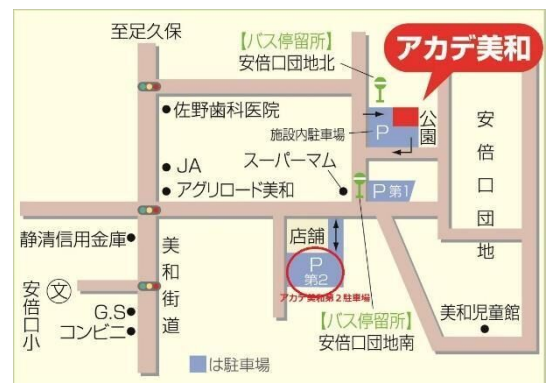 至足久保
【バス停留所】
安倍口団地北
アカデ美和
佐野歯科医院
施設内駐車場
P
公園
安倍口団地
JA
スーパーマム
アグリロード美和
P第1
静清信用金庫
美和街道
店舗
P
第2
アカデ美和第2駐車場
安倍口小
文
G.S
コンビニ
【バス停留所】
安倍口団地南
美和児童館
は駐車場